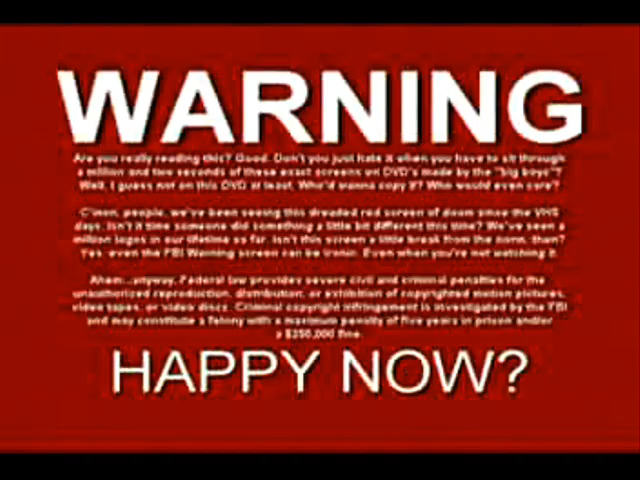 WARNING
Are you really reading this? Good. Don't you just hate it when you have to sit through
a million and two seconds of these exact screens on DVD's made by the "big boys"?
Well, I guess not on this DVD at least. Who'd wanna copy it? Who would even care?
C'mon, people, we've been seeing this dreaded red screen of doom since the VHS
days. Isn't it time someone did something a little bit different this time? We've seen a
million logos in our lifetime so far. Isn't this screen a little break from the norm, then?
Yes, even the FBI Warning screen can be ironic. Even when you're not watching it.
Ahem...anyway, Federal law provides severe civil and criminal penalties for the
unauthorized reproduction, distribution, or exhibition of copyrighted motion pictures,
video tapes, or video discs. Criminal copyright infringement is investigated by the FBI
and may constitute a felony with a maximum penalty of five years in prison and/or
a $250,000 fine.
HAPPY NOW?